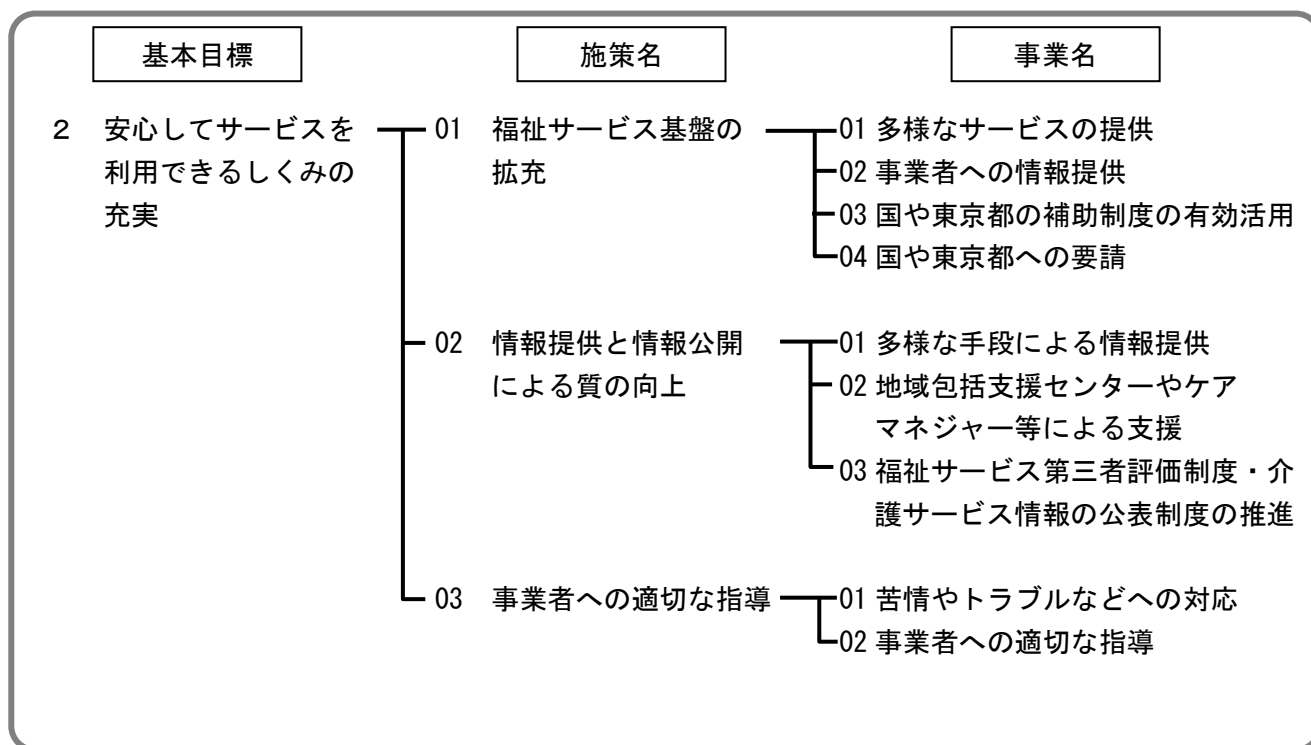 基本目標 施策名 事業名
2 安心してサービスを 01 福祉サービス基盤の 01 多様なサービスの提供
利用できるしくみの 拡充 02 事業者への情報提供
充実 03 国や東京都の補助制度の有効活用
04 国や東京都への要請
02 情報提供と情報公開 01 多様な手段による情報提供
による質の向上 02 地域包括支援センターやケア
マネジャー等による支援
03 福祉サービス第三者評価制度・介
護サービス情報の公表制度の推進
03 事業者への適切な指導 01 苦情やトラブルなどへの対応
02 事業者への適切な指導